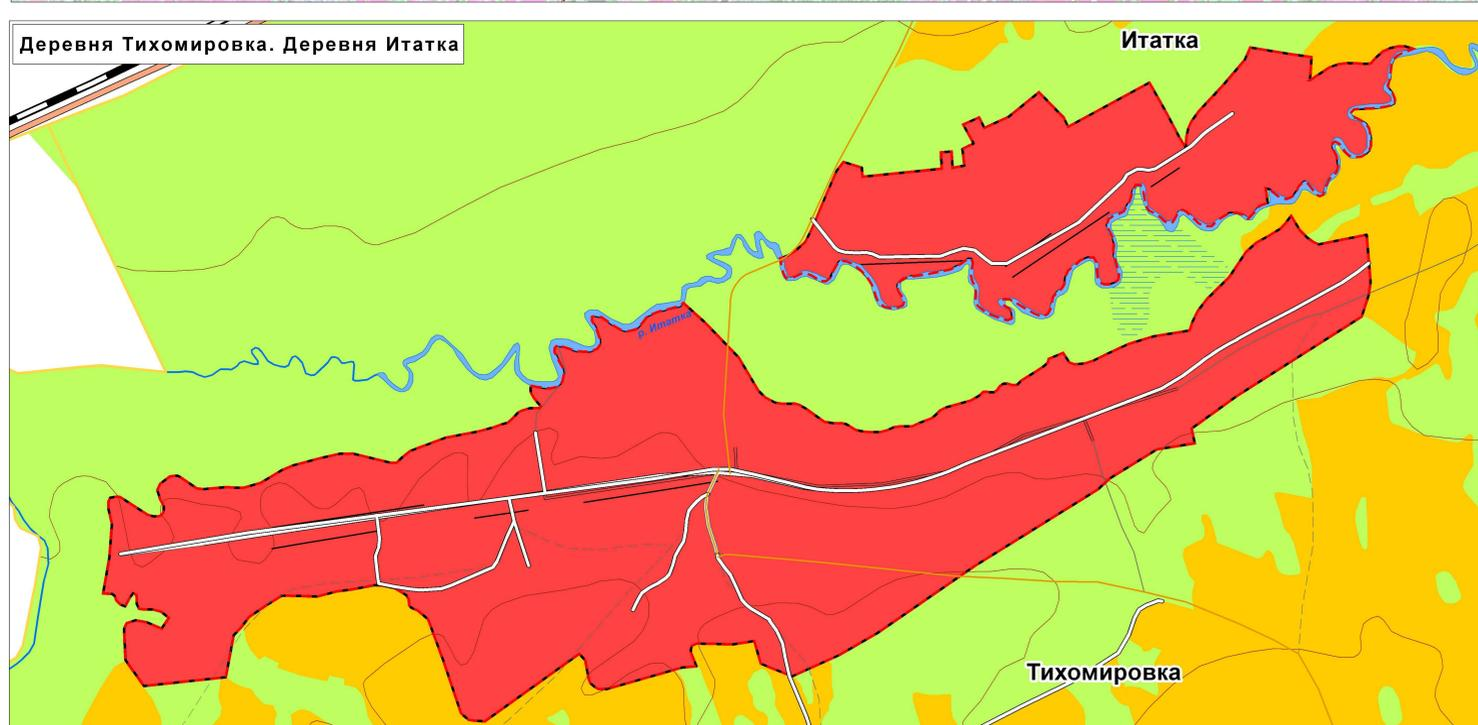 Деревня Тихомировка. Деревня Итатка
Итатка
р. Итатка
Тихомировка